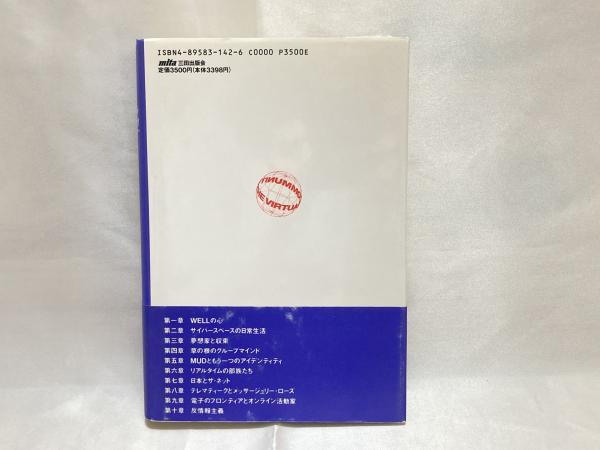 ISBN4-89583-142-6 C0000 P3500E
mita 三田出版会
定価3500円(本体3398円)
TINUMMO
HE VIRTUA
第一章 WELLの心
第二章 サイバースペースの日常生活
第三章 夢想家と収束
第四章 草の根のグループマインド
第五章 MUDともう一つのアイデンティティ
第六章 リアルタイムの部族たち
第七章 日本とザ・ネット
第八章 テレマティークとメッサージュリー・ローズ
第九章 電子のフロンティアとオンライン活動家
第十章 反情報主義